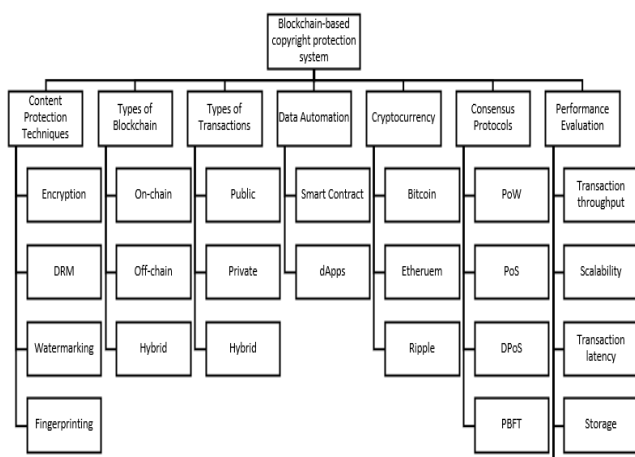 Blockchain-based
copyright protection
system
Content
Protection
Techniques
Types of
Blockchain
Types of
Transactions
Data Automation
Cryptocurrency
Consensus
Protocols
Performance
Evaluation
Encryption
On-chain
Public
Smart Contract
Bitcoin
PoW
Transaction
throughput
DRM
Off-chain
Private
dApps
Etheruem
PoS
Scalability
Watermarking
Hybrid
Hybrid
Ripple
DPoS
Transaction
latency
Fingerprinting
PBFT
Storage